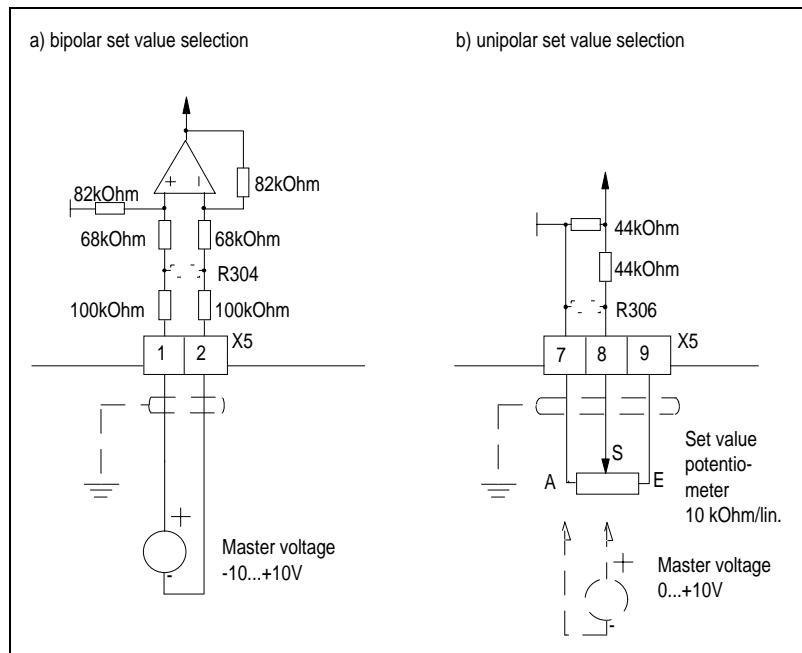 a) bipolar set value selection
+ –
82kOhm
82kOhm
68kOhm
68kOhm
R304
100kOhm
100kOhm
1 2 X5
+
-
Master voltage
-10...+10V
b) unipolar set value selection
44kOhm
44kOhm
R306
7 8 9 X5
S
A E
Set value
potentio-
meter
10 kOhm/lin.
+
-
Master voltage
0...+10V